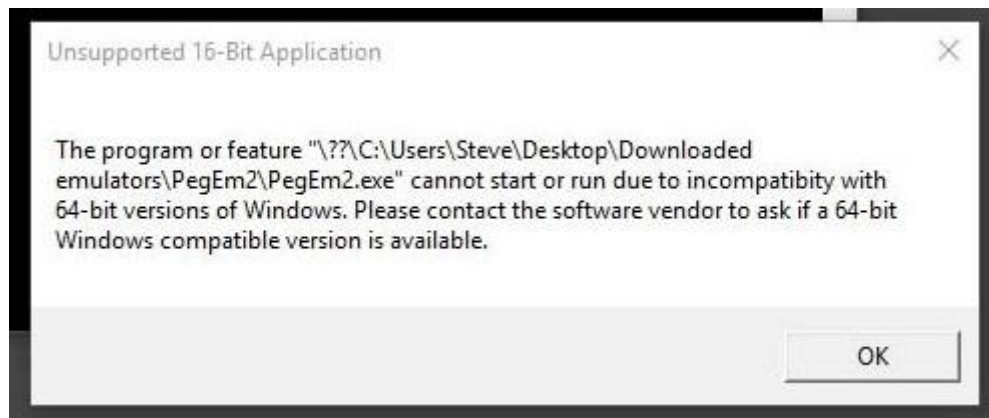 Unsupported 16-Bit Application
The program or feature "\??\C:\Users\Steve\Desktop\Downloaded
emulators\PegEm2\PegEm2.exe" cannot start or run due to incompatibity with
64-bit versions of Windows. Please contact the software vendor to ask if a 64-bit
Windows compatible version is available.
OK